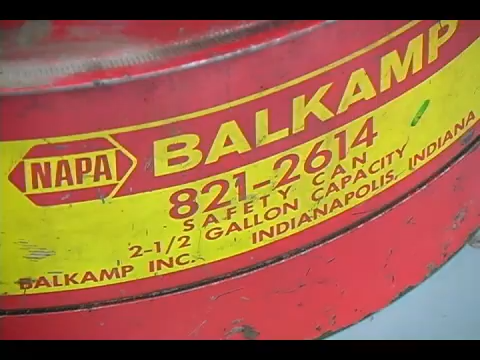 NAPA
BALKAMP
821-2614
SAFETY CAN
2-1/2 GALLON CAPACITY
BALKAMP INC. INDIANAPOLIS, INDIANA